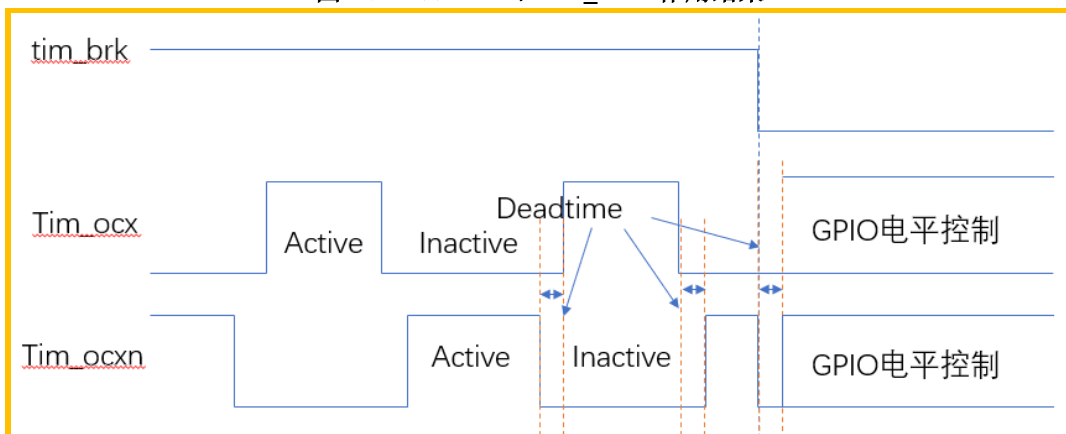 tim_brk
Deadtime
Tim_ocx
Active
Inactive
GPIO电平控制
Tim_ocxn
Active
Inactive
GPIO电平控制